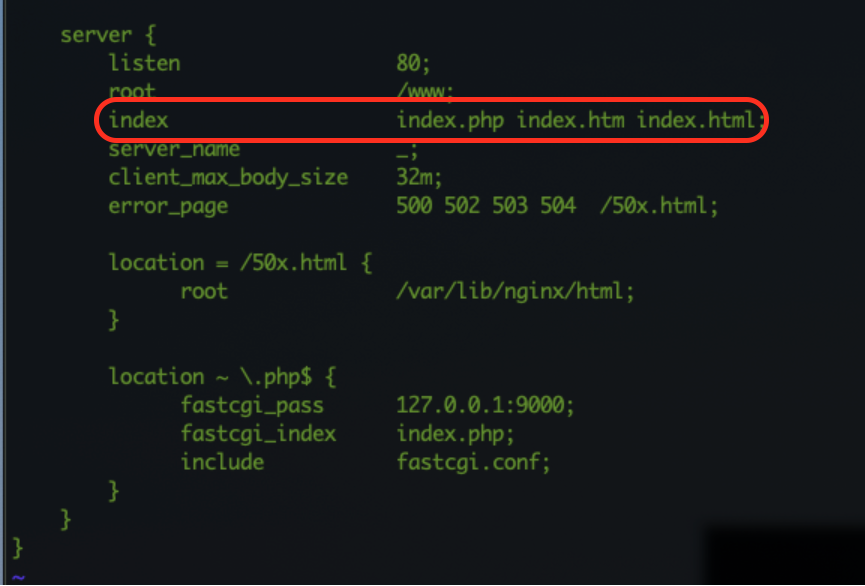 server {
listen 80;
root /www;
index index.php index.htm index.html;
server_name _;
client_max_body_size 32m;
error_page 500 502 503 504 /50x.html;
location = /50x.html {
root /var/lib/nginx/html;
}
location ~ \.php$ {
fastcgi_pass 127.0.0.1:9000;
fastcgi_index index.php;
include fastcgi.conf;
}
}
}
~